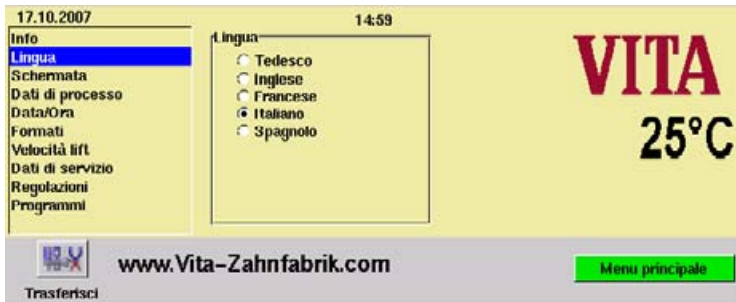 17.10.2007
14:59
Info
Lingua
Schermata
Dati di processo
Data/Ora
Formati
Velocità lift
Dati di servizio
Regolazioni
Programmi
Lingua
Tedesco
Inglese
Francese
Italiano
Spagnolo
VITA
25°C
Trasferisci
www.Vita-Zahnfabrik.com
Menu principale